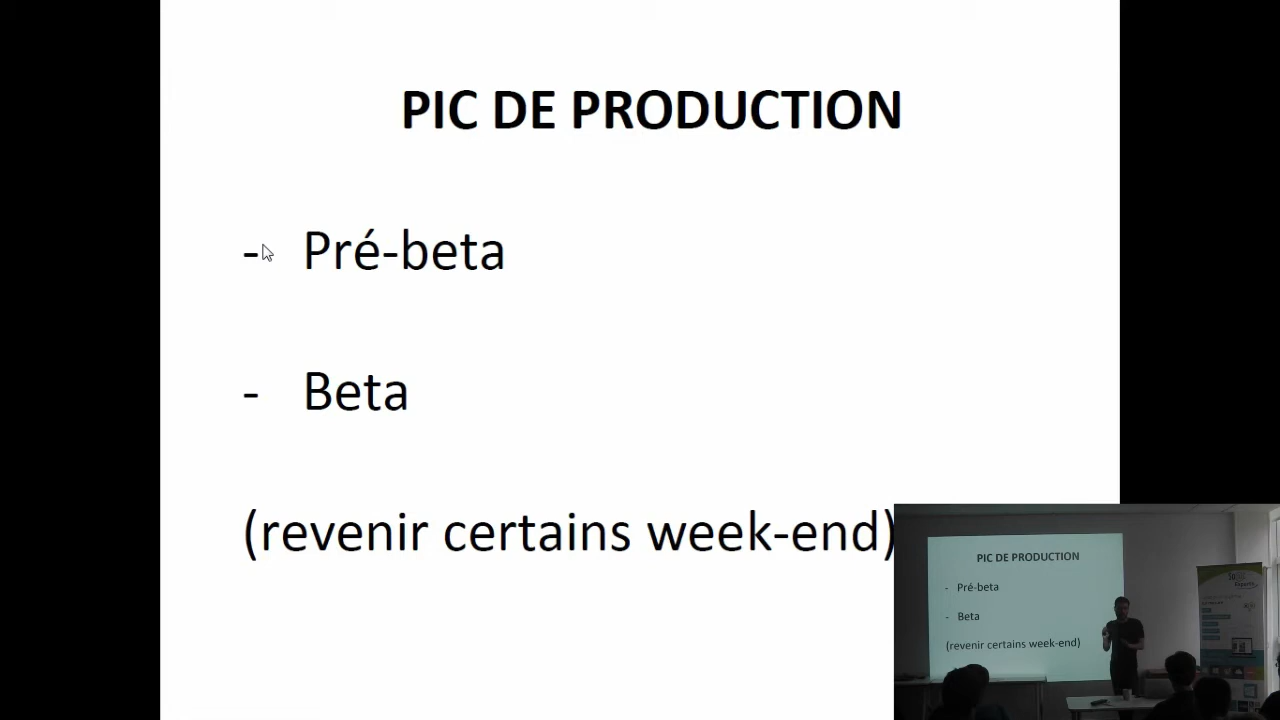 PIC DE PRODUCTION
- Pré-beta
- Beta
(revenir certains week-end)
PIC DE PRODUCTION
- Pré-beta
- Beta
(revenir certains week-end)